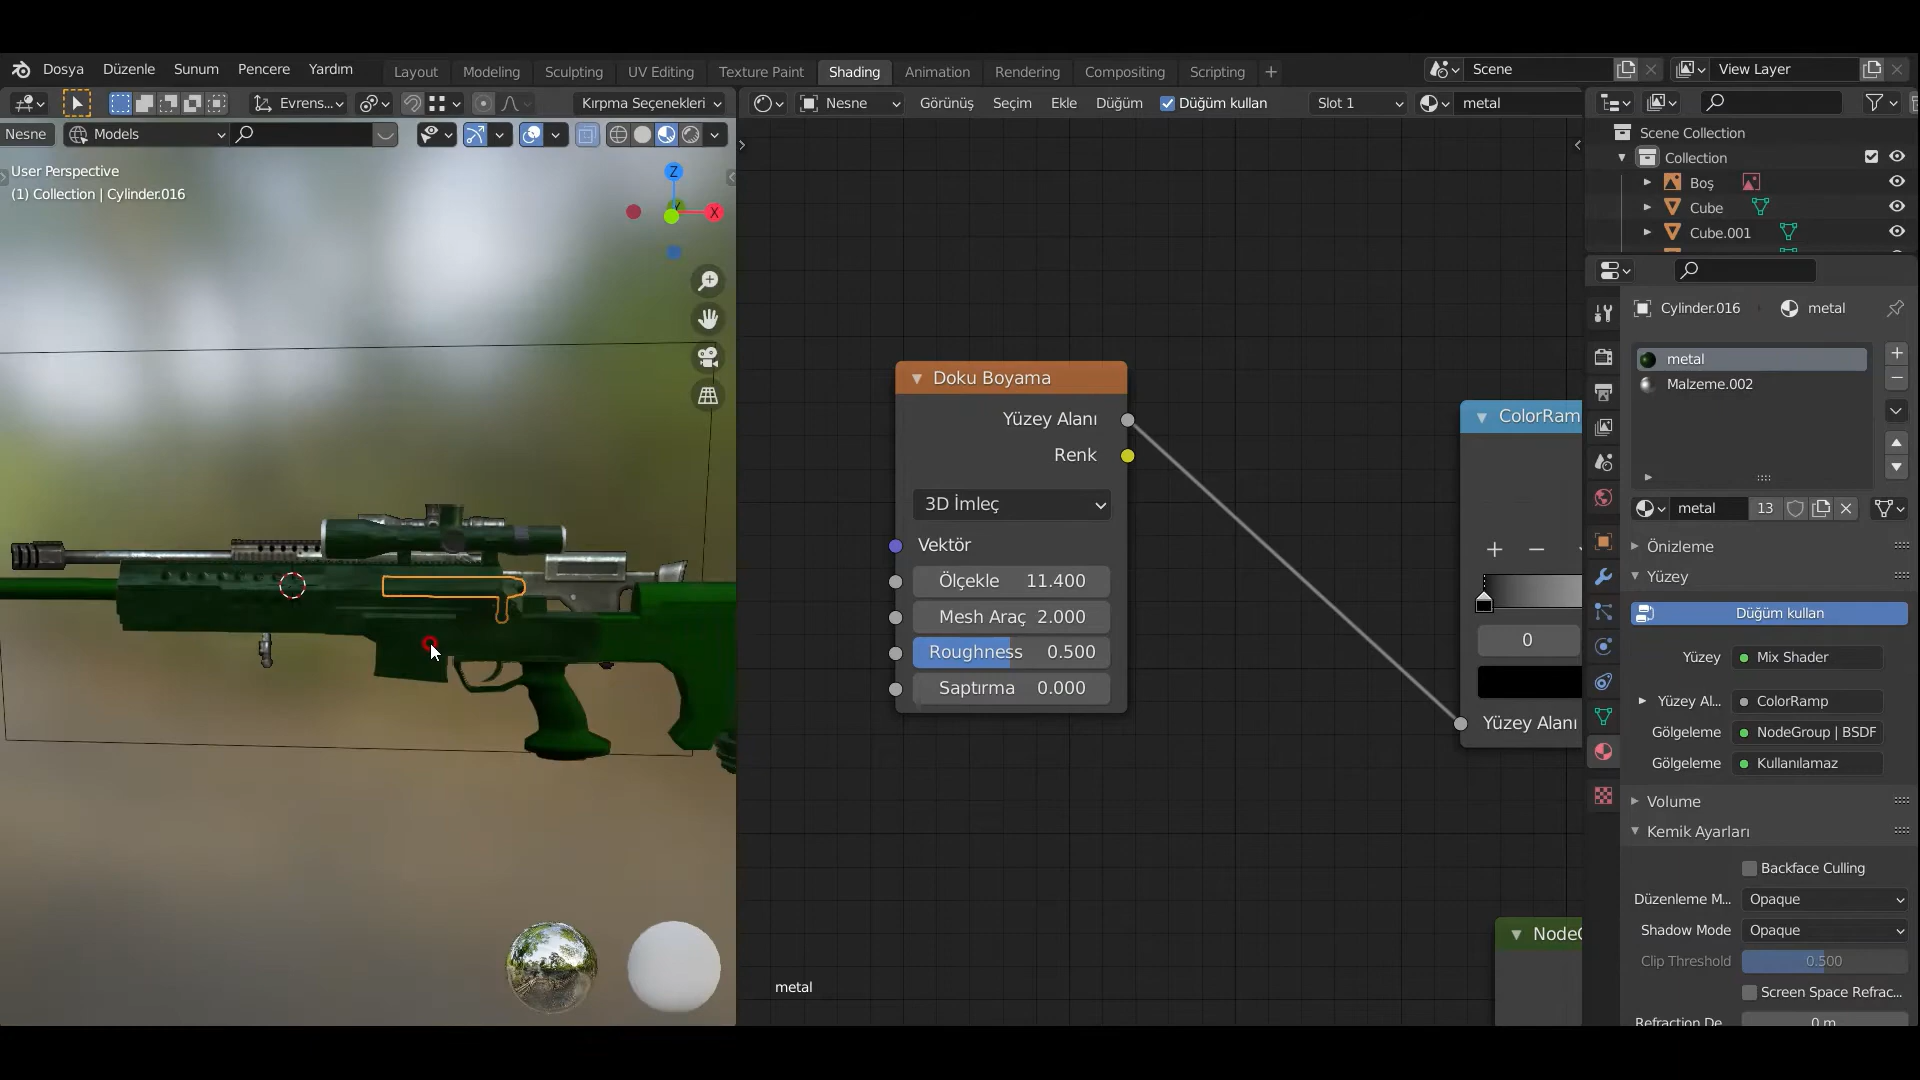 Dosya Düzenle Sunum Pencere Yardım Layout Modeling Sculpting UV Editing Texture Paint Shading Animation Rendering Compositing Scripting + Scene View Layer
Evrens... Kırpma Seçenekleri Nesne Görünüş Seçim Ekle Düğüm Düğüm kullan Slot 1 metal
Nesne Models
User Perspective
(1) Collection | Cylinder.016
Z
Y
X
Doku Boyama
Yüzey Alanı
Renk
3D İmleç
Vektör
Ölçekle 11.400
Mesh Araç 2.000
Roughness 0.500
Saptırma 0.000
ColorRam
0
Yüzey Alanı
NodeG
metal
Scene Collection
Collection
Boş
Cube
Cube.001
Cylinder.016 metal
metal
Malzeme.002
metal 13
Önizleme
Yüzey
Düğüm kullan
Yüzey Mix Shader
Yüzey Al... ColorRamp
Gölgeleme NodeGroup | BSDF
Gölgeleme Kullanılamaz
Volume
Kemik Ayarları
Backface Culling
Düzenleme M... Opaque
Shadow Mode Opaque
Clip Threshold 0.500
Screen Space Refrac...
Refraction De... 0 m